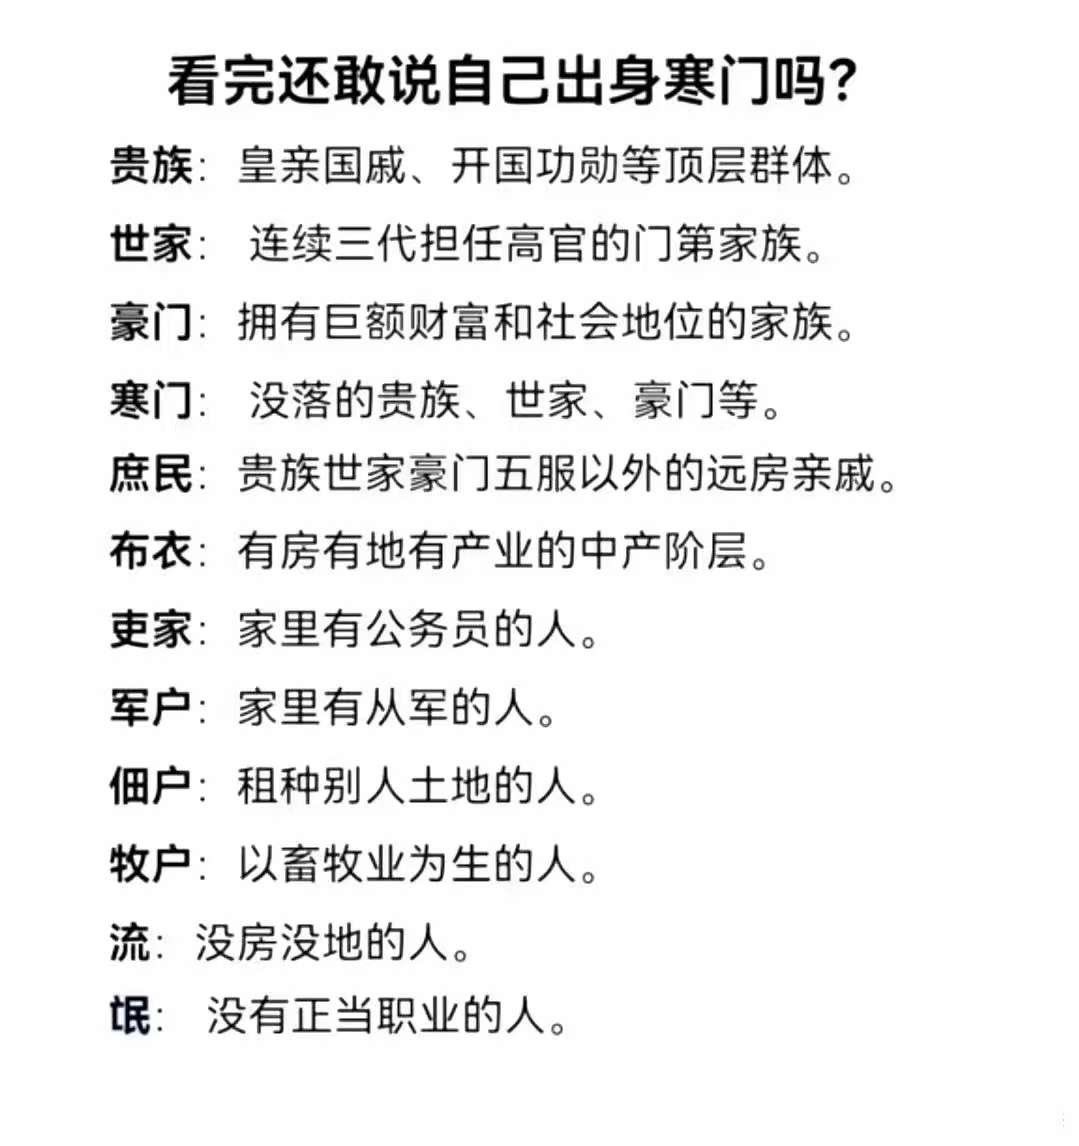 看完还敢说自己出身寒门吗?
贵族：皇亲国戚、开国功勋等顶层群体。
世家： 连续三代担任高官的门第家族。
豪门：拥有巨额财富和社会地位的家族。
寒门： 没落的贵族、世家、豪门等。
庶民：贵族世家豪门五服以外的远房亲戚。
布衣：有房有地有产业的中产阶层。
吏家：家里有公务员的人。
军户：家里有从军的人。
佃户：租种别人土地的人。
牧户：以畜牧业为生的人。
流：没房没地的人。
氓： 没有正当职业的人。